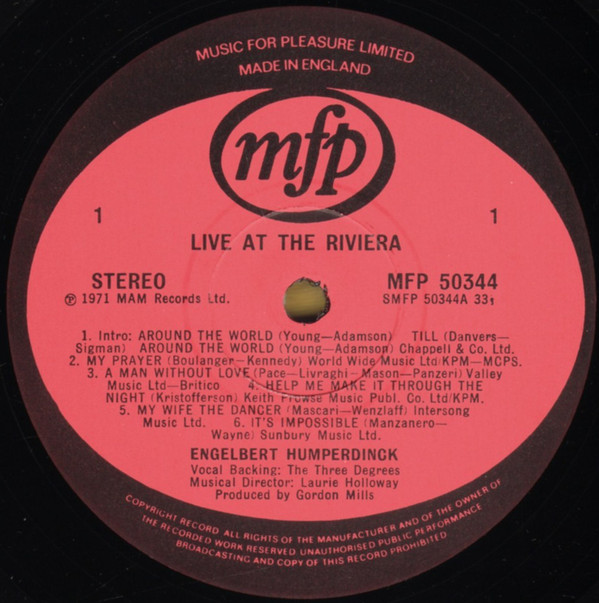 MUSIC FOR PLEASURE LIMITED
MADE IN ENGLAND
mfp
1
1
LIVE AT THE RIVIERA
STEREO
MFP 50344
℗ 1971 MAM Records Ltd.
SMFP 50344A 33⅓
1. Intro: AROUND THE WORLD (Young—Adamson) TILL (Danvers—
Sigman) AROUND THE WORLD (Young—Adamson) Chappell & Co. Ltd.
2. MY PRAYER (Boulanger—Kennedy) World Wide Music Ltd/KPM—MCPS.
3. A MAN WITHOUT LOVE (Pace—Livraghi—Mason—Panzeri) Valley
Music Ltd—Britico 4. HELP ME MAKE IT THROUGH THE
NIGHT (Kristofferson) Keith Prowse Music Publ. Co. Ltd/KPM.
5. MY WIFE THE DANCER (Mascari—Wenzlaff) Intersong
Music Ltd. 6. IT'S IMPOSSIBLE (Manzanero—
Wayne) Sunbury Music Ltd.
ENGELBERT HUMPERDINCK
Vocal Backing: The Three Degrees
Musical Director: Laurie Holloway
Produced by Gordon Mills
COPYRIGHT RECORD. ALL RIGHTS OF THE MANUFACTURER AND OF THE OWNER OF
THE RECORDED WORK RESERVED. UNAUTHORISED PUBLIC PERFORMANCE
BROADCASTING AND COPY OF THIS RECORD PROHIBITED